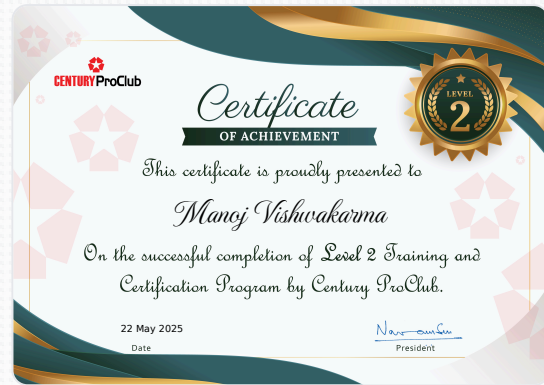 CENTURY ProClub
Certificate
OF ACHIEVEMENT
LEVEL
2
This certificate is proudly presented to
Manoj Vishwakarma
On the successful completion of Level 2 Training and
Certification Program by Century ProClub.
22 May 2025
Date
President